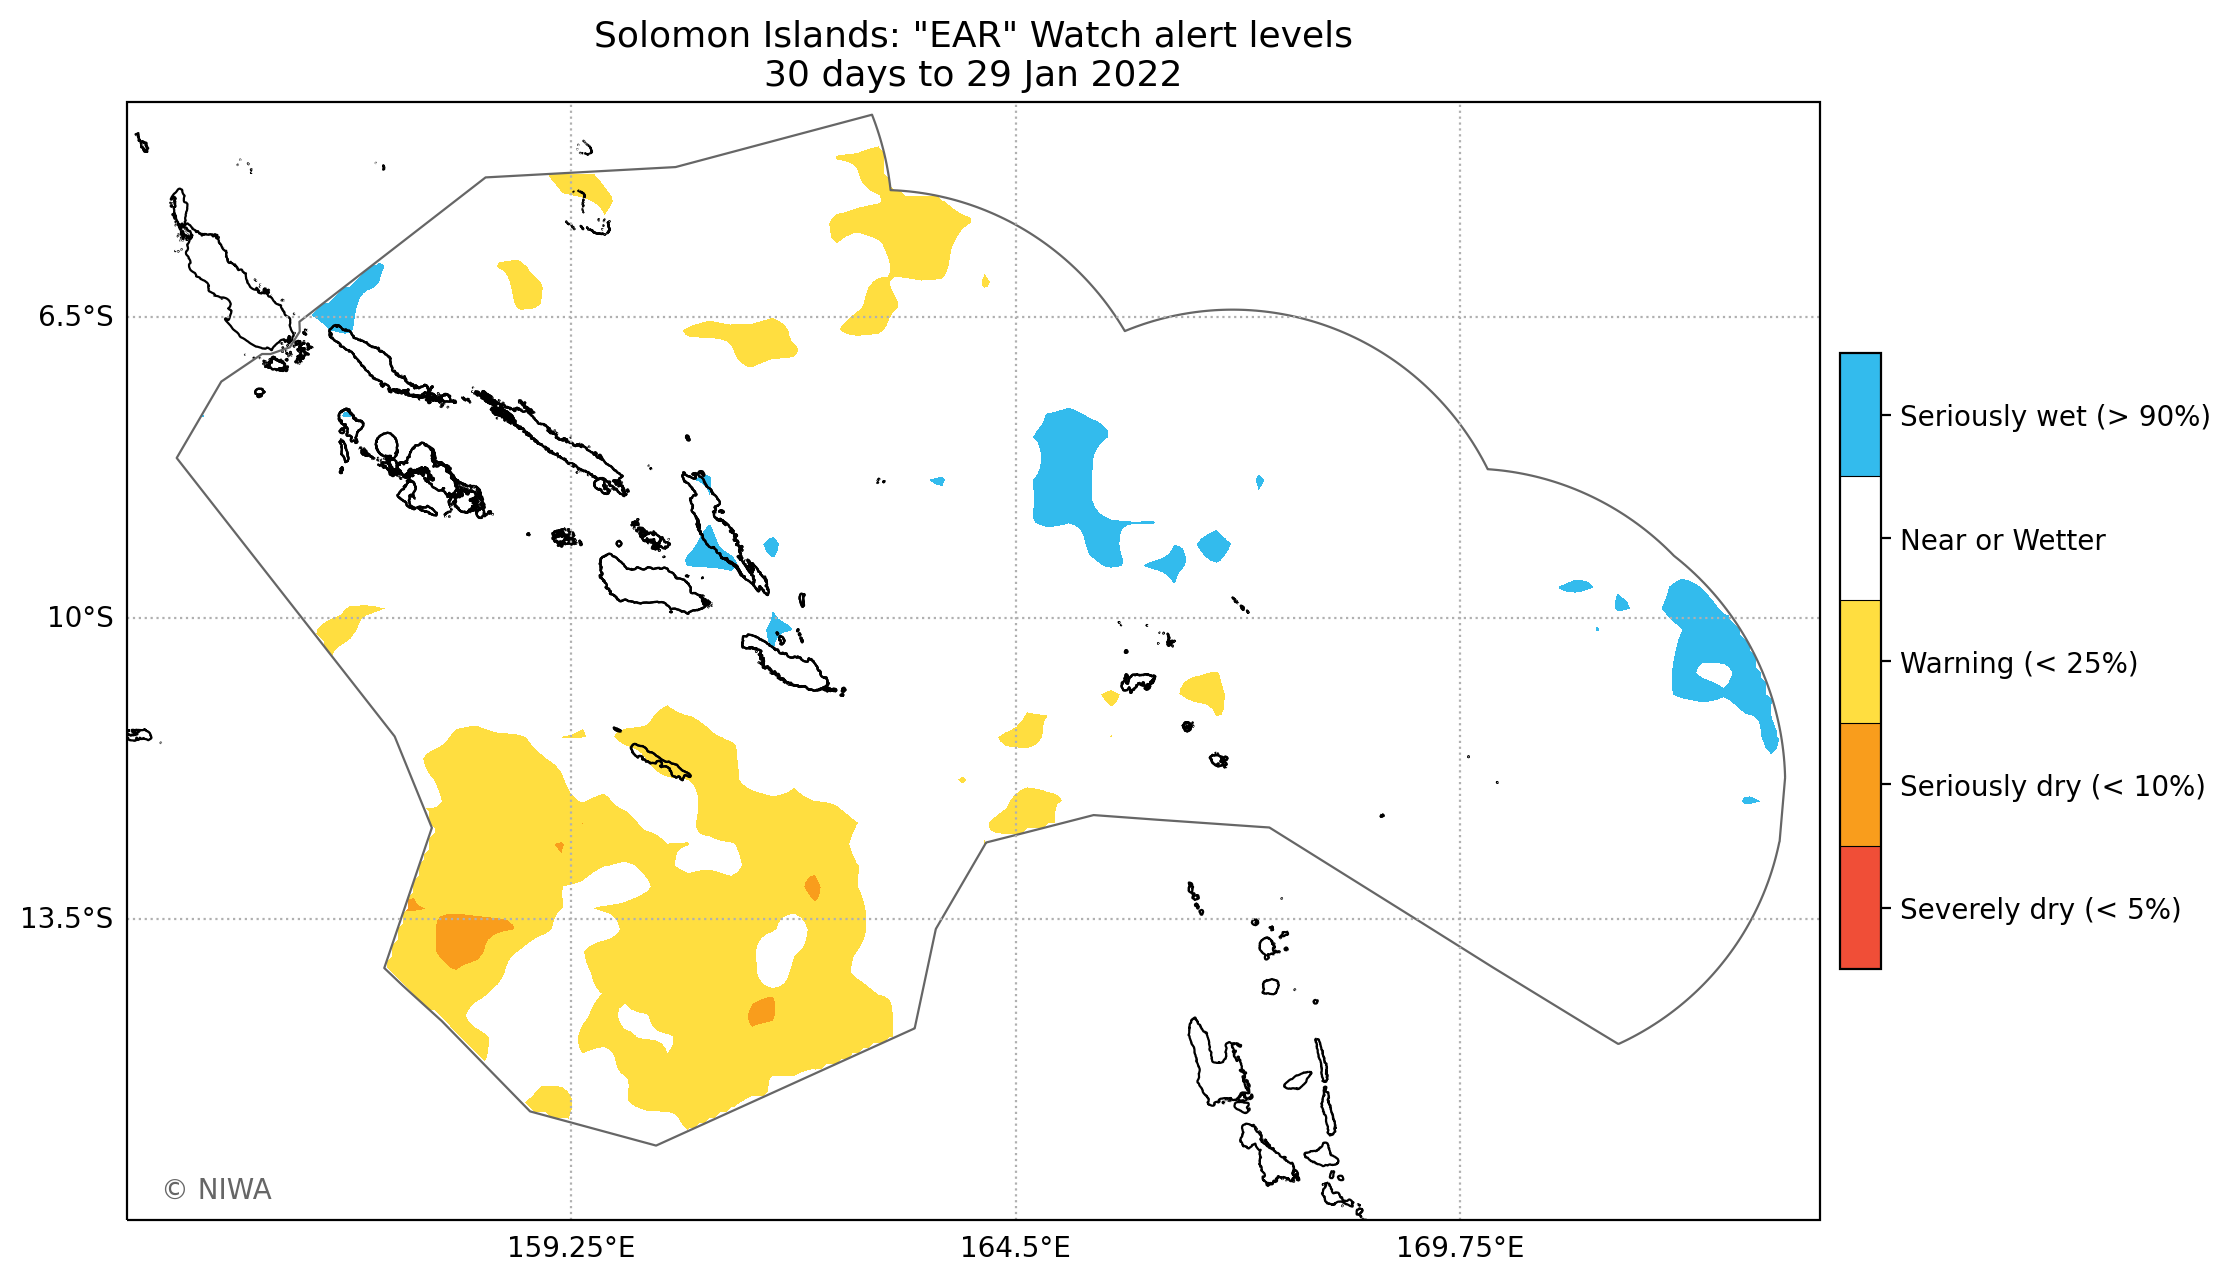 Solomon Islands: "EAR" Watch alert levels
30 days to 29 Jan 2022
6.5°S
10°S
13.5°S
159.25°E
164.5°E
169.75°E
© NIWA
Seriously wet (> 90%)
Near or Wetter
Warning (< 25%)
Seriously dry (< 10%)
Severely dry (< 5%)